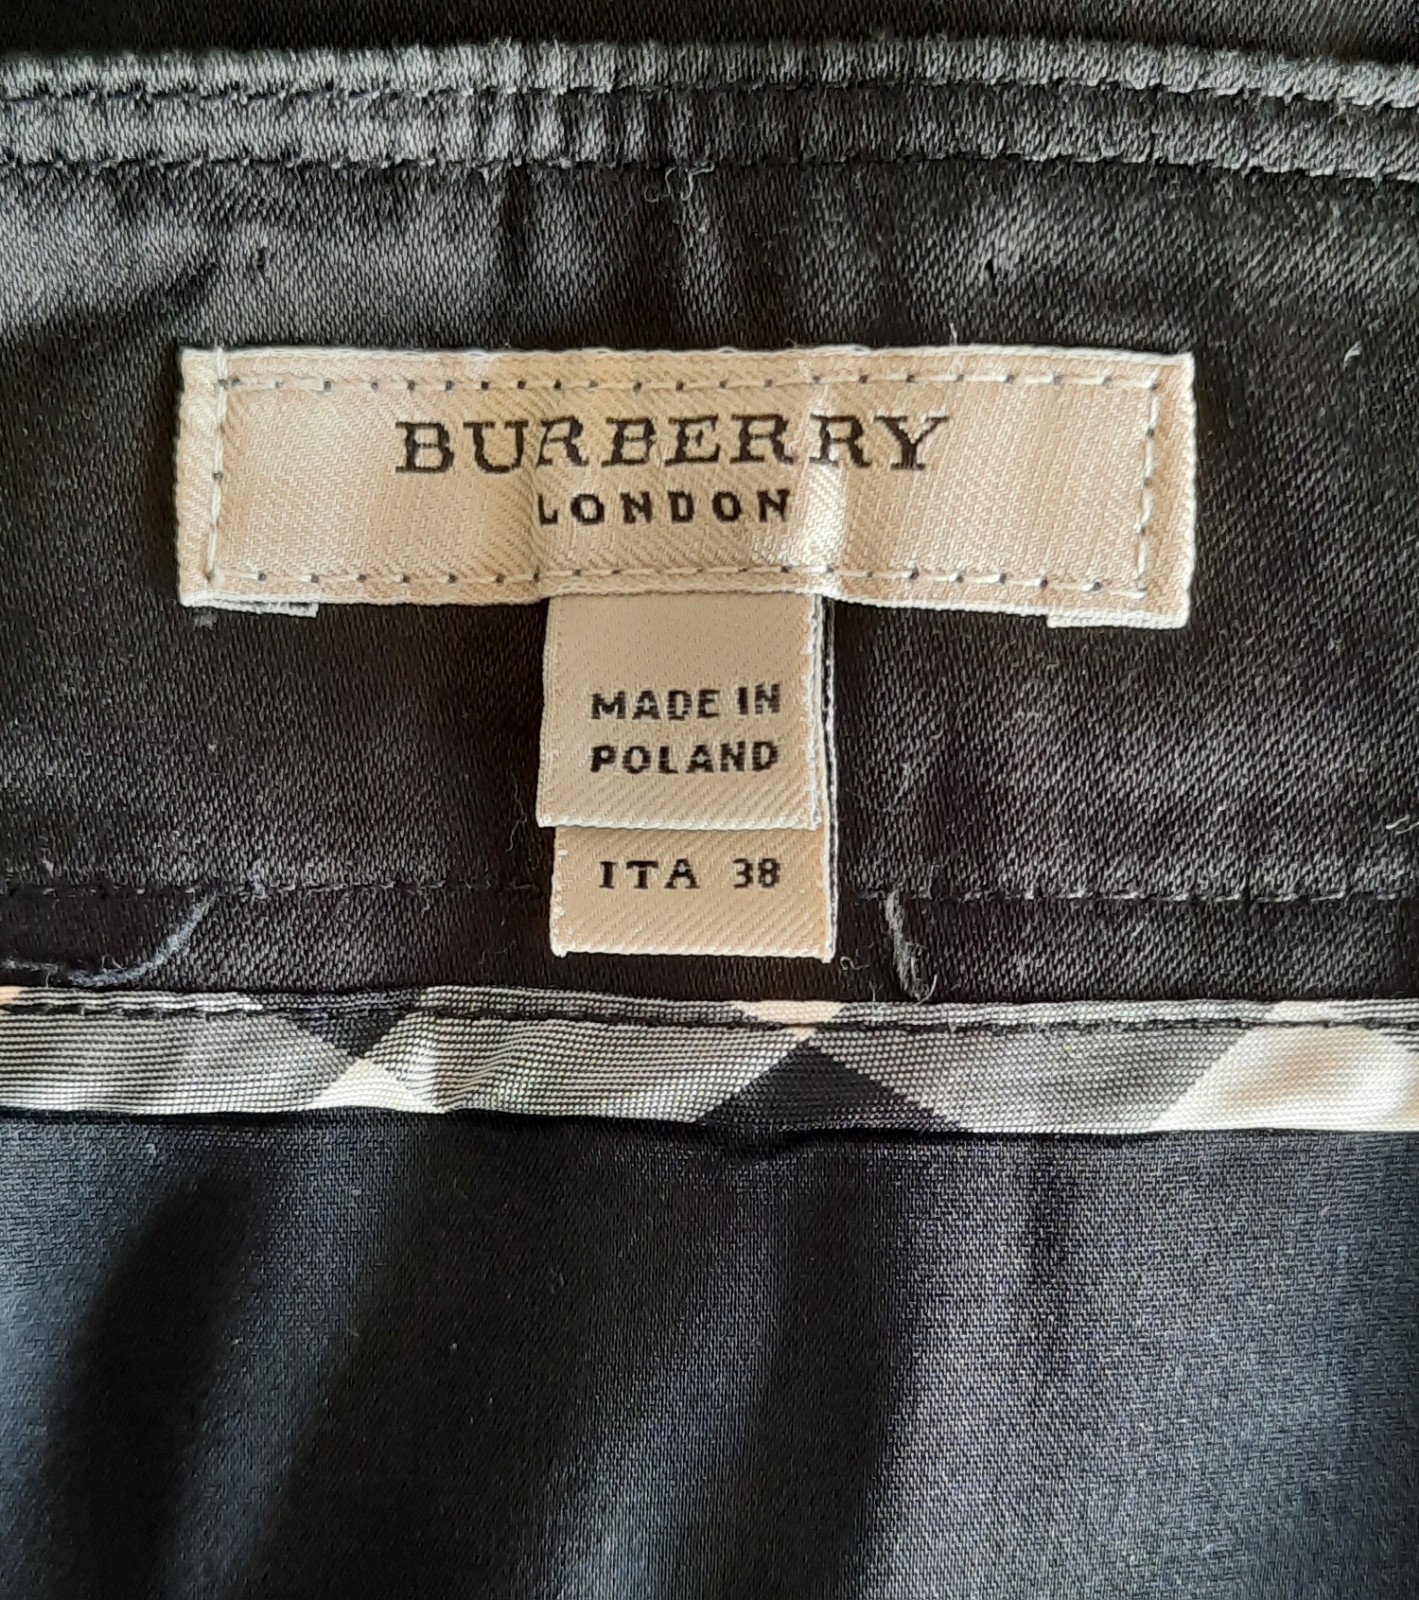 BURBERRY
LONDON
MADE IN
POLAND
ITA 38